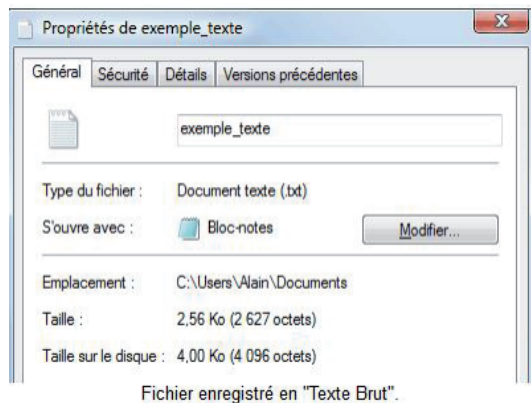 Propriétés de exemple_texte
X
Général Sécurité Détails Versions précédentes
exemple_texte
Type du fichier : Document texte (.txt)
S'ouvre avec : Bloc-notes Modifier...
Emplacement : C:\Users\Alain\Documents
Taille : 2,56 Ko (2 627 octets)
Taille sur le disque : 4,00 Ko (4 096 octets)
Fichier enregistré en "Texte Brut".